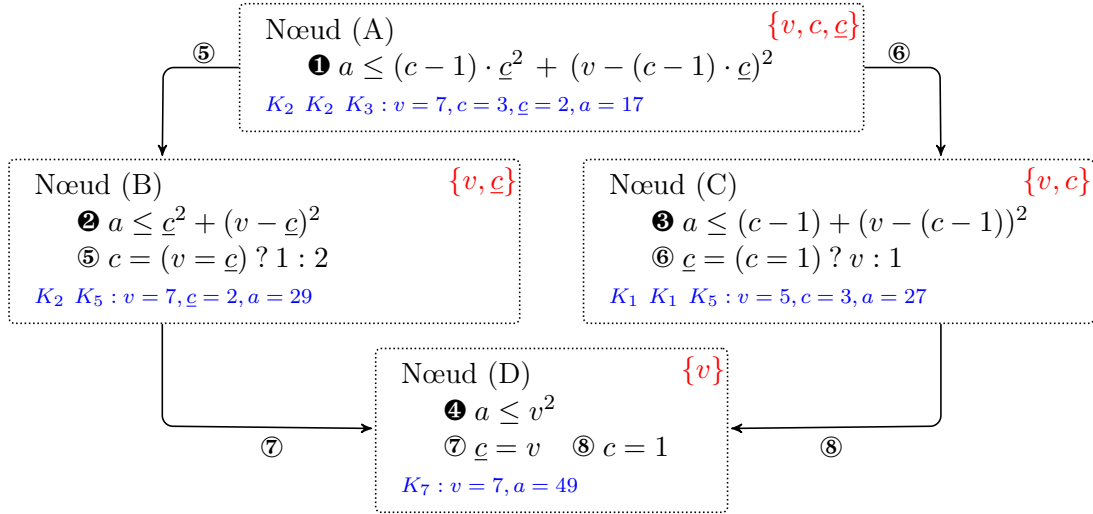 Nœud (A) {v, c, c̲}
❶ a ≤ (c − 1) · c̲² + (v − (c − 1) · c̲)²
K₂ K₂ K₃ : v = 7, c = 3, c̲ = 2, a = 17
⑤ ⑥
Nœud (B) {v, c̲}
❷ a ≤ c̲² + (v − c̲)²
⑤ c = (v = c̲) ? 1 : 2
K₂ K₅ : v = 7, c̲ = 2, a = 29
Nœud (C) {v, c}
❸ a ≤ (c − 1) + (v − (c − 1))²
⑥ c̲ = (c = 1) ? v : 1
K₁ K₁ K₅ : v = 5, c = 3, a = 27
Nœud (D) {v}
❹ a ≤ v²
⑦ c̲ = v ⑧ c = 1
K₇ : v = 7, a = 49
⑦ ⑧